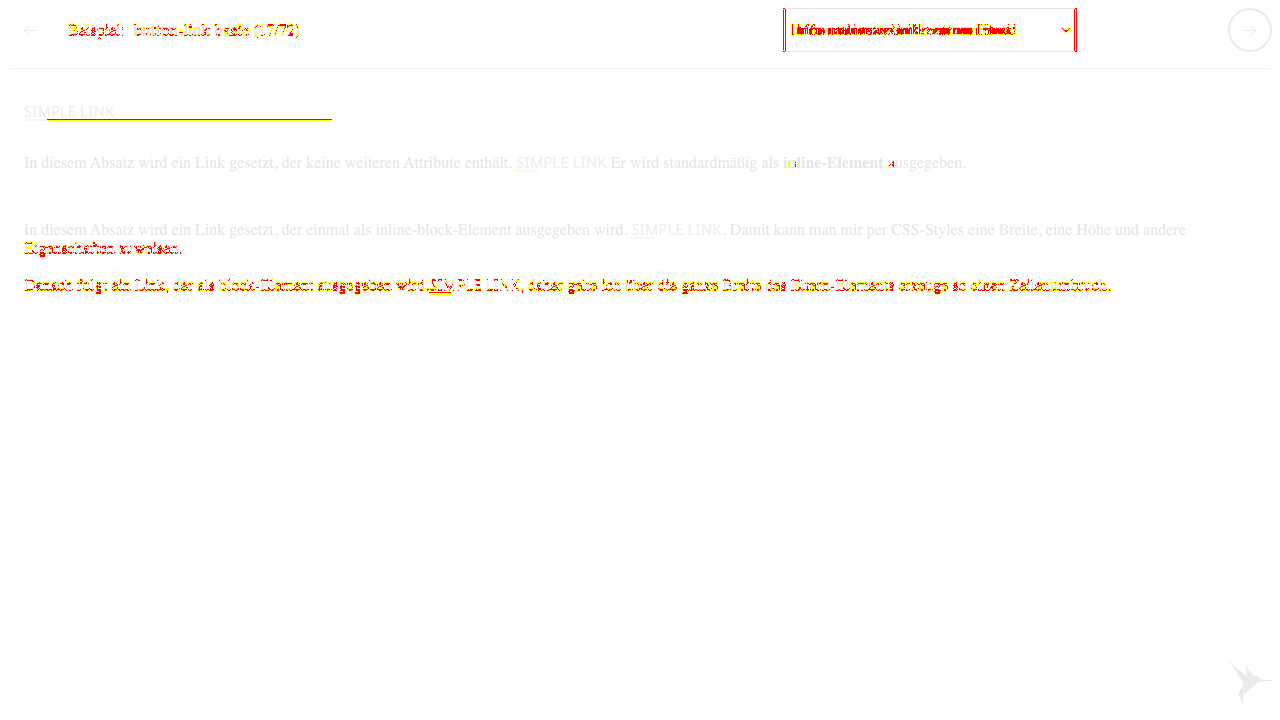 Beispiel: button-link basic (17/72)
SIMPLE LINK
In diesem Absatz wird ein Link gesetzt, der keine weiteren Attribute enthält. SIMPLE LINK Er wird standardmäßig als inline-Element ausgegeben.
In diesem Absatz wird ein Link gesetzt, der einmal als inline-block-Element ausgegeben wird. SIMPLE LINK. Damit kann man mir per CSS-Styles eine Breite, eine Höhe und andere
Eigenschaften zuweisen.
Danach folgt ein Link, der als block-Element ausgegeben wird.SIMPLE LINK, daher gehe ich über die ganze Breite des Eltern-Elements erzeuge so einen Zeilenumbruch.